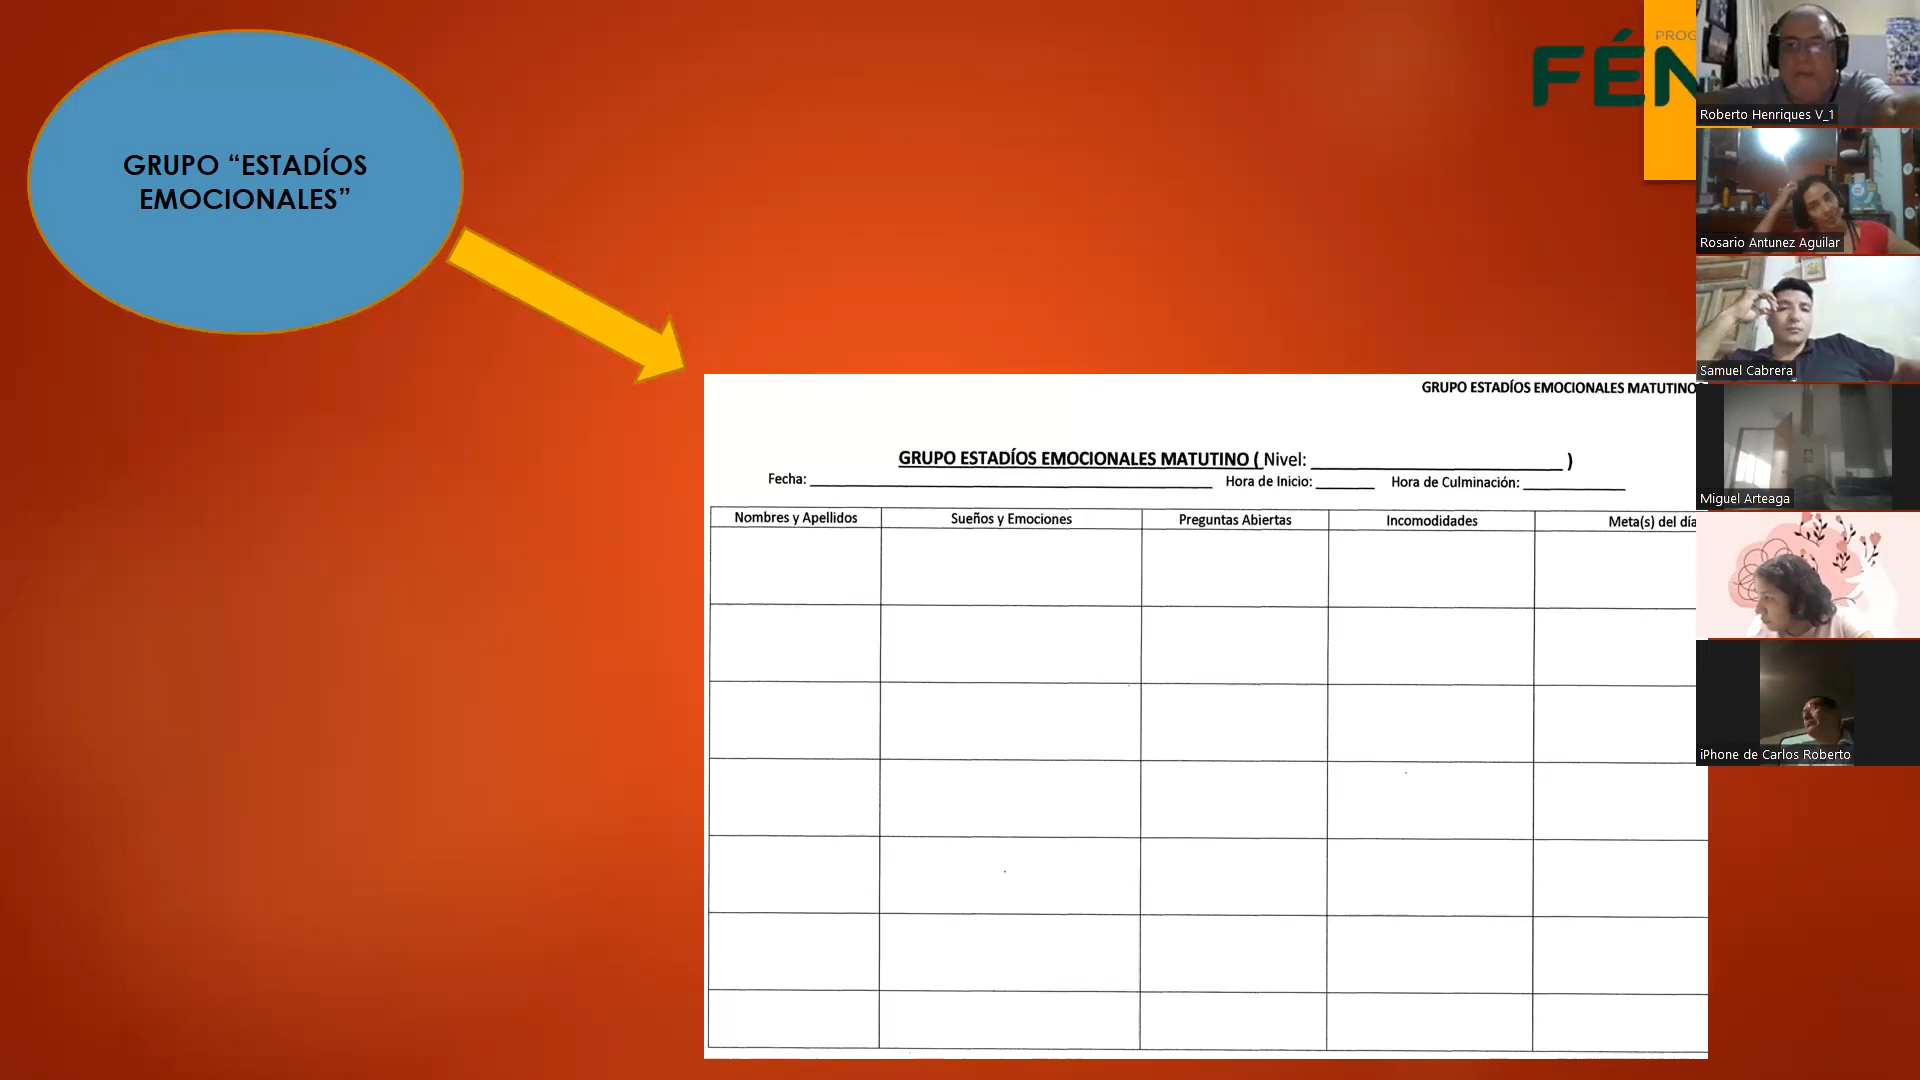 GRUPO “ESTADÍOS
EMOCIONALES”
PROG
FÉN
GRUPO ESTADÍOS EMOCIONALES MATUTINO
GRUPO ESTADÍOS EMOCIONALES MATUTINO ( Nivel: )
Fecha: Hora de Inicio: Hora de Culminación:
Nombres y Apellidos Sueños y Emociones Preguntas Abiertas Incomodidades Meta(s) del día
Roberto Henriques V_1
Rosario Antunez Aguilar
Samuel Cabrera
Miguel Arteaga
iPhone de Carlos Roberto